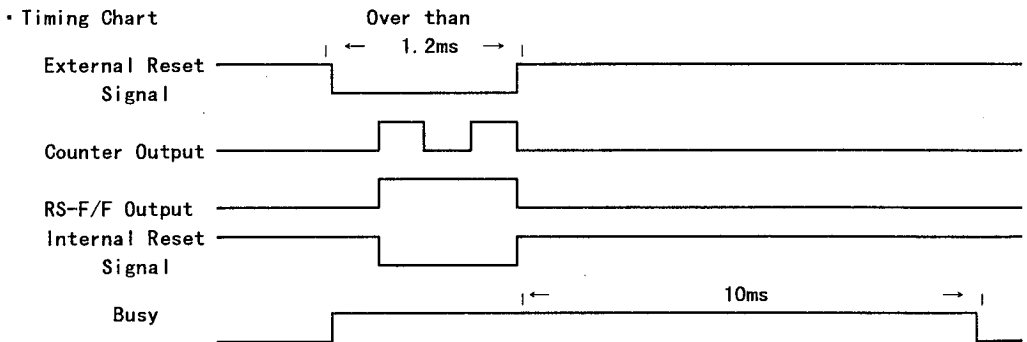 ・Timing Chart
Over than
1.2ms
External Reset
Signal
Counter Output
RS-F/F Output
Internal Reset
Signal
10ms
Busy